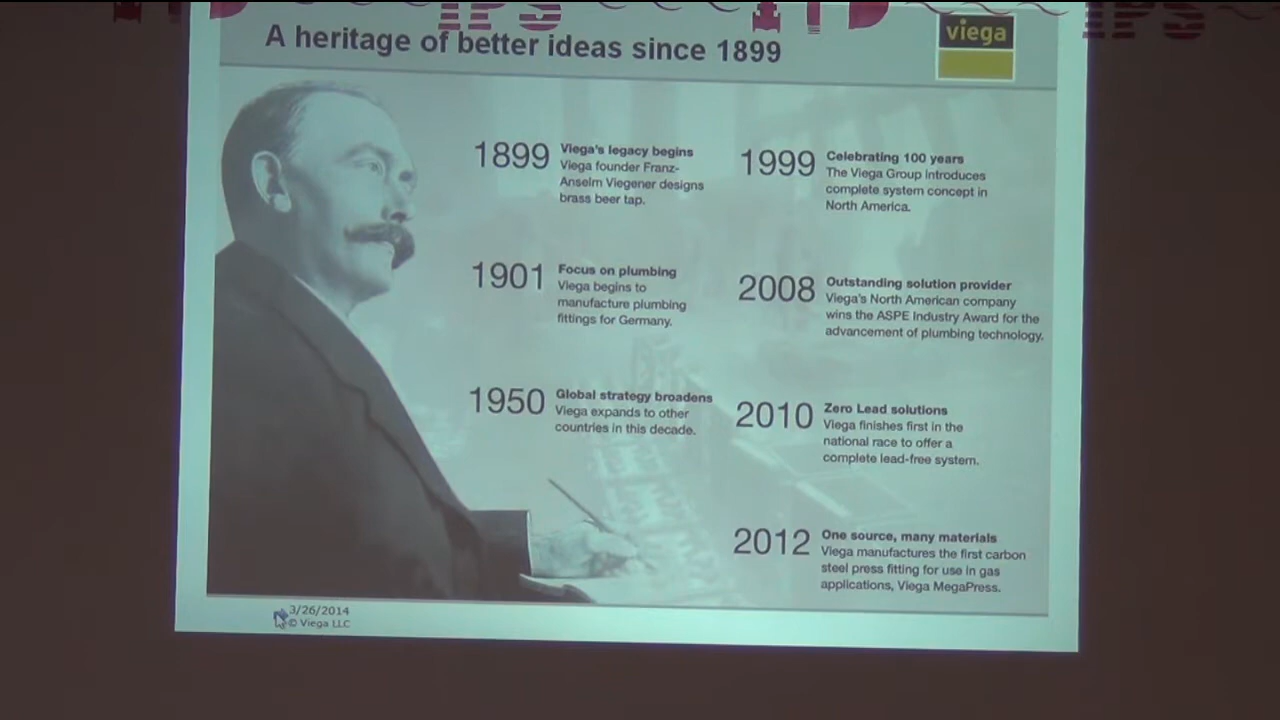 IPS
IPS
A heritage of better ideas since 1899
viega
1899
Viega's legacy begins
Viega founder Franz-
Anselm Viegener designs
brass beer tap.
1901
Focus on plumbing
Viega begins to
manufacture plumbing
fittings for Germany.
1950
Global strategy broadens
Viega expands to other
countries in this decade.
1999
Celebrating 100 years
The Viega Group Introduces
complete system concept in
North America.
2008
Outstanding solution provider
Viega's North American company
wins the ASPE Industry Award for the
advancement of plumbing technology.
2010
Zero Lead solutions
Viega finishes first in the
national race to offer a
complete lead-free system.
2012
One source, many materials
Viega manufactures the first carbon
steel press fitting for use in gas
applications, Viega MegaPress.
3/26/2014
© Viega LLC